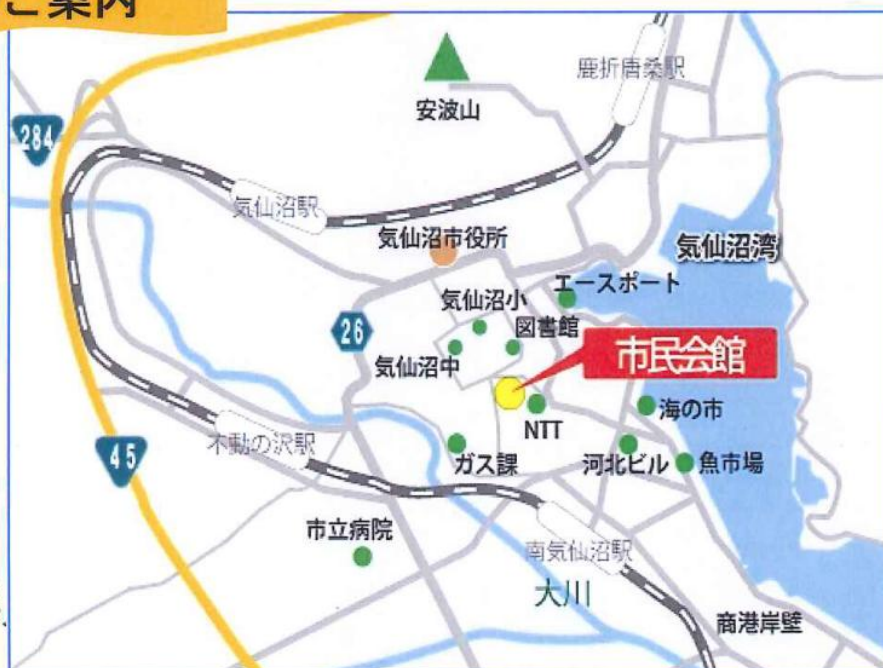 ご案内
鹿折唐桑駅
安波山
284
気仙沼駅
気仙沼市役所
気仙沼湾
エースポート
気仙沼小
図書館
26
気仙沼中
市民会館
海の市
NTT
不動の沢駅
45
ガス課
河北ビル
魚市場
市立病院
南気仙沼駅
大川
商港岸壁